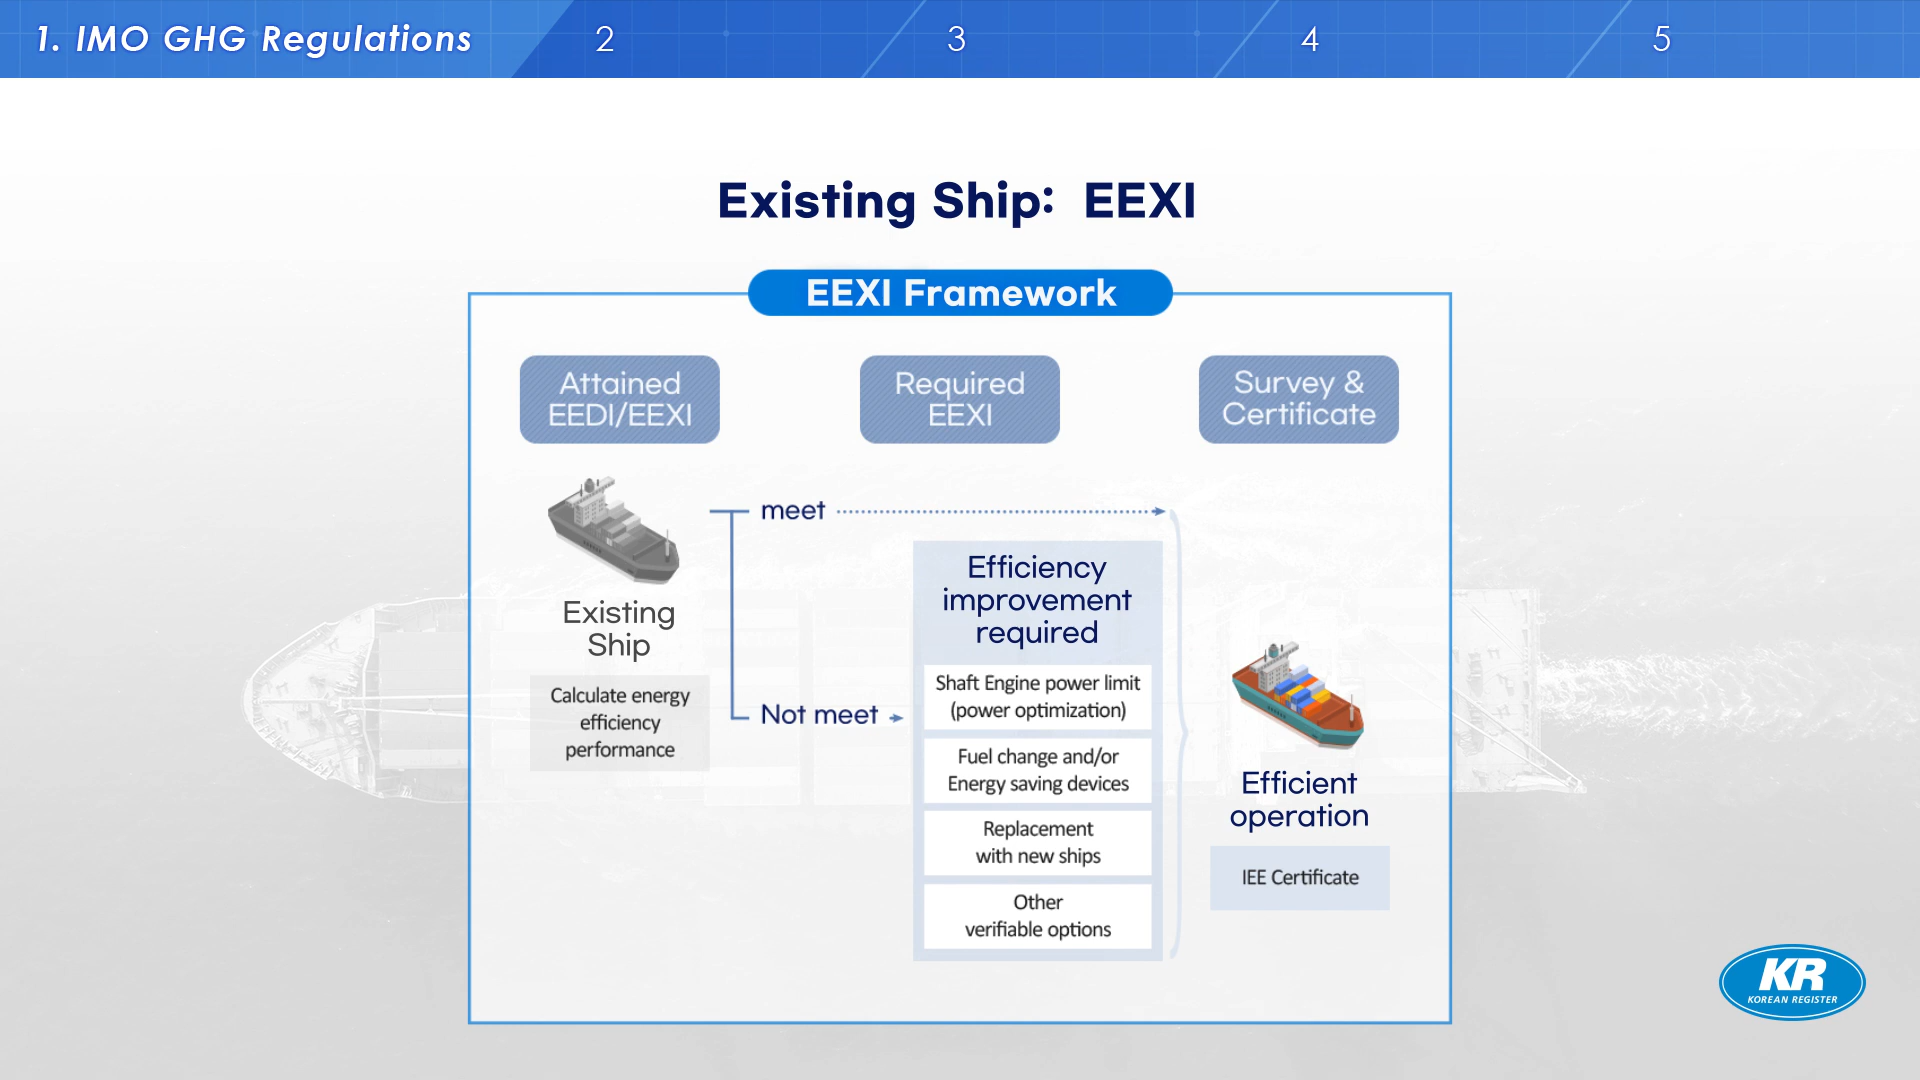 1. IMO GHG Regulations
2
3
4
5
Existing Ship: EEXI
EEXI Framework
Attained
EEDI/EEXI
Required
EEXI
Survey &
Certificate
meet
Existing
Ship
Calculate energy
efficiency
performance
Not meet
Efficiency
improvement
required
Shaft Engine power limit
(power optimization)
Fuel change and/or
Energy saving devices
Replacement
with new ships
Other
verifiable options
Efficient
operation
IEE Certificate
KR
KOREAN REGISTER